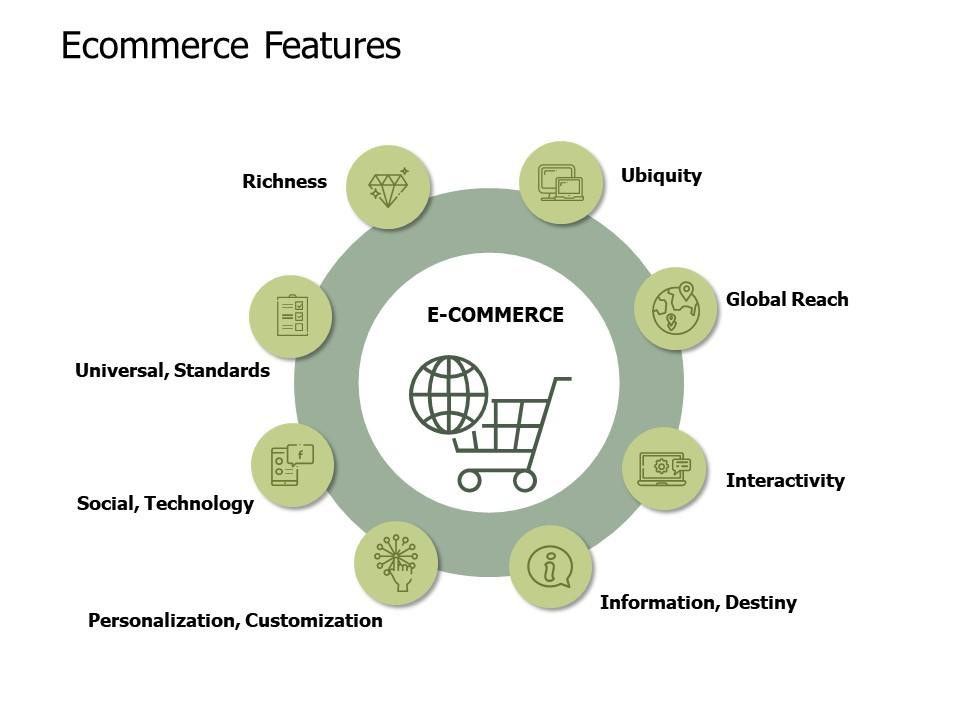 Ecommerce Features
Richness
Ubiquity
Global Reach
E-COMMERCE
Universal, Standards
Interactivity
Social, Technology
f
Information, Destiny
Personalization, Customization
i